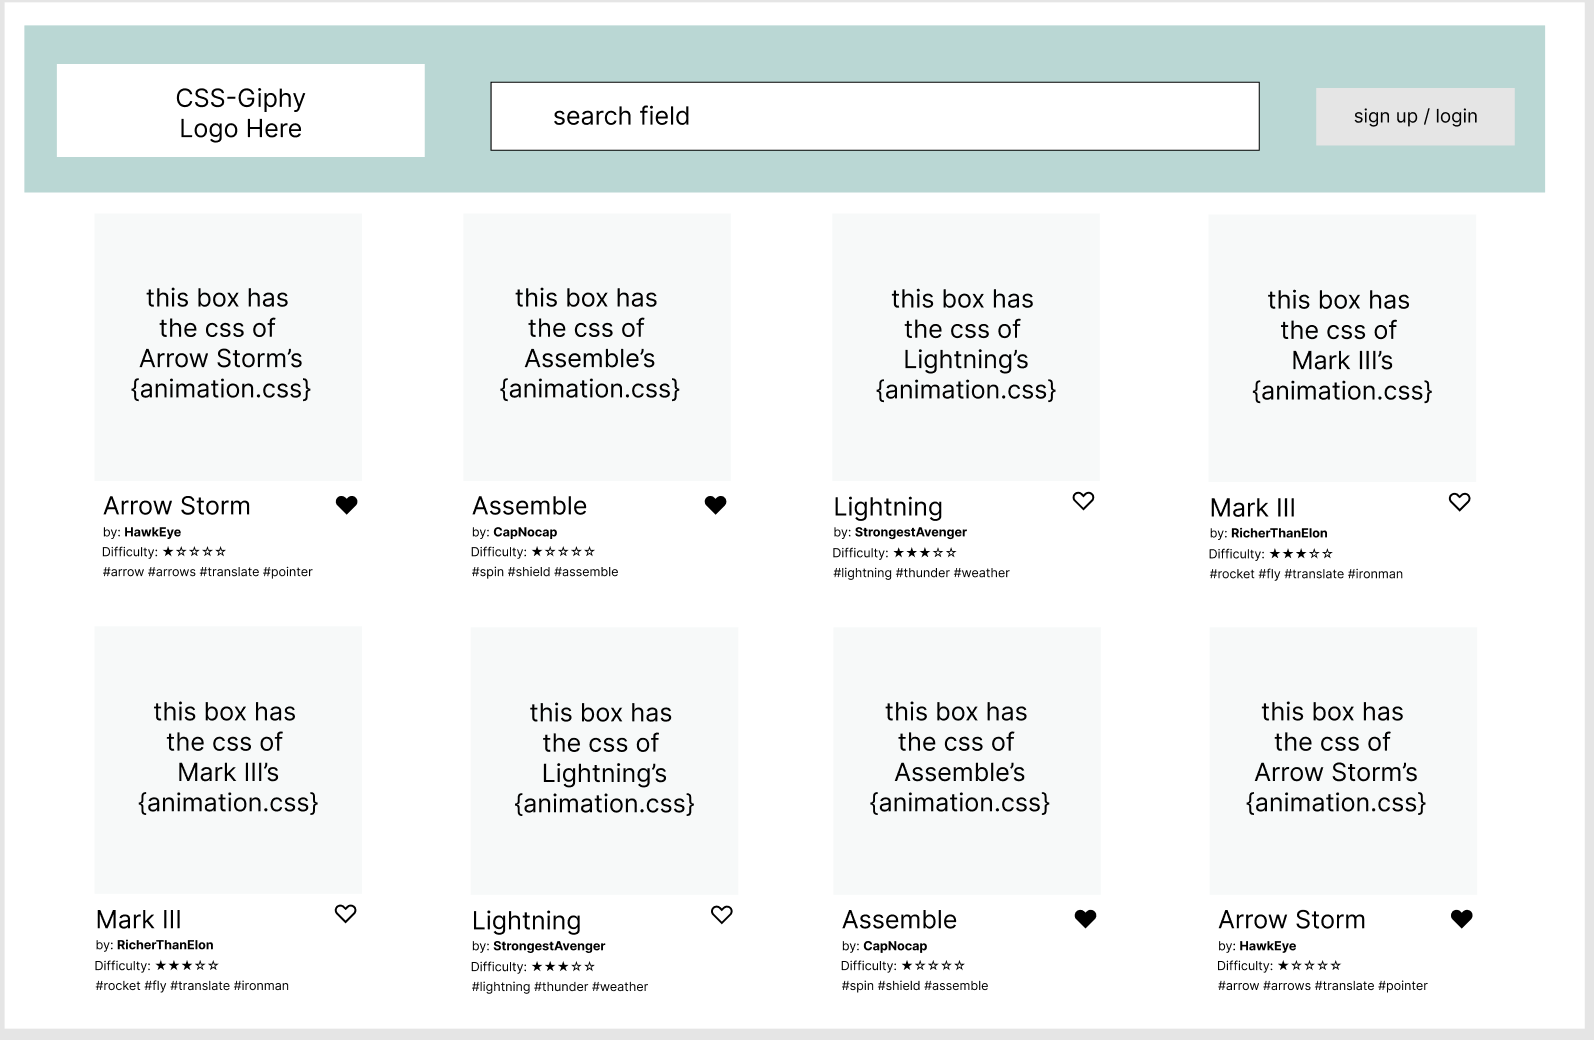 CSS-Giphy
Logo Here
search field
sign up / login
this box has
the css of
Arrow Storm’s
{animation.css}
Arrow Storm
by: HawkEye
Difficulty: ★☆☆☆☆
#arrow #arrows #translate #pointer
this box has
the css of
Assemble’s
{animation.css}
Assemble
by: CapNocap
Difficulty: ★☆☆☆☆
#spin #shield #assemble
this box has
the css of
Lightning’s
{animation.css}
Lightning
by: StrongestAvenger
Difficulty: ★★★☆☆
#lightning #thunder #weather
this box has
the css of
Mark III’s
{animation.css}
Mark III
by: RicherThanElon
Difficulty: ★★★☆☆
#rocket #fly #translate #ironman
this box has
the css of
Mark III’s
{animation.css}
Mark III
by: RicherThanElon
Difficulty: ★★★☆☆
#rocket #fly #translate #ironman
this box has
the css of
Lightning’s
{animation.css}
Lightning
by: StrongestAvenger
Difficulty: ★★★☆☆
#lightning #thunder #weather
this box has
the css of
Assemble’s
{animation.css}
Assemble
by: CapNocap
Difficulty: ★☆☆☆☆
#spin #shield #assemble
this box has
the css of
Arrow Storm’s
{animation.css}
Arrow Storm
by: HawkEye
Difficulty: ★☆☆☆☆
#arrow #arrows #translate #pointer